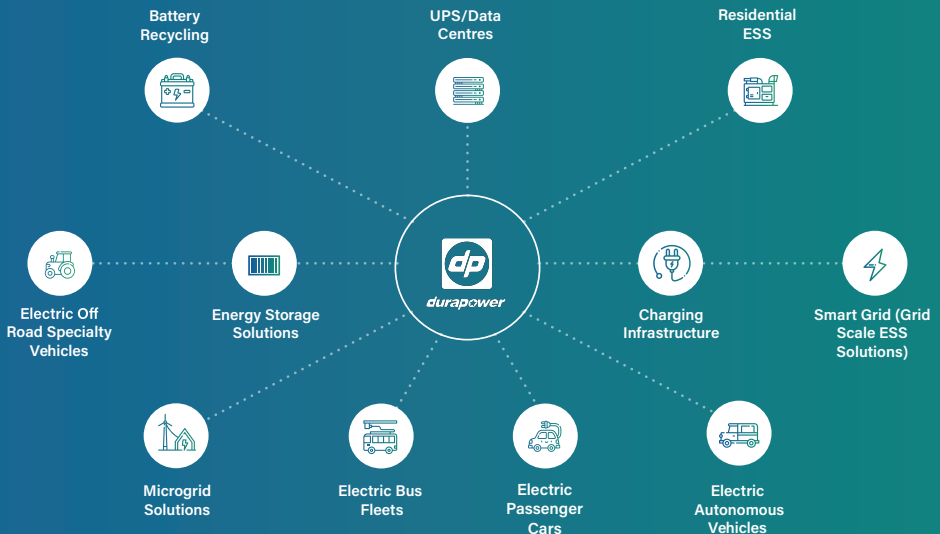 Battery
Recycling
UPS/Data
Centres
Residential
ESS
dp
durapower
Electric Off
Road Specialty
Vehicles
Energy Storage
Solutions
Charging
Infrastructure
Smart Grid (Grid
Scale ESS
Solutions)
Microgrid
Solutions
Electric Bus
Fleets
Electric
Passenger
Cars
Electric
Autonomous
Vehicles